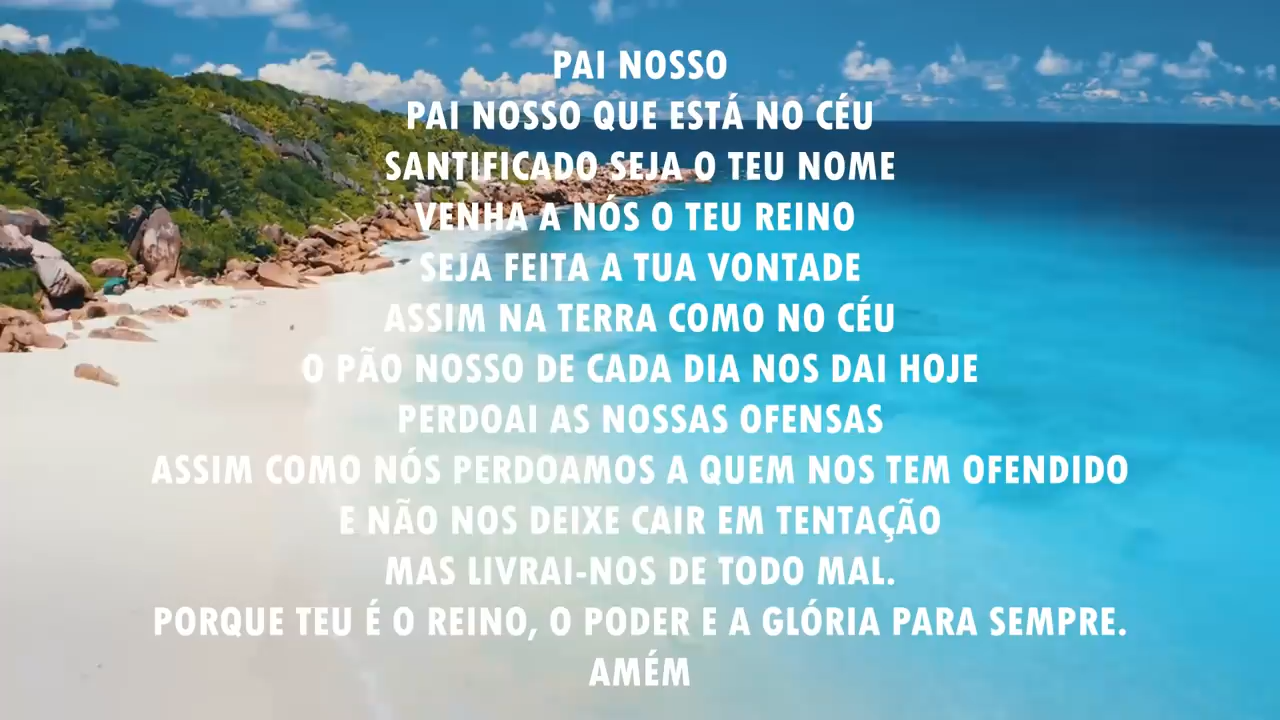 PAI NOSSO
PAI NOSSO QUE ESTÁ NO CÉU
SANTIFICADO SEJA O TEU NOME
VENHA A NÓS O TEU REINO
SEJA FEITA A TUA VONTADE
ASSIM NA TERRA COMO NO CÉU
O PÃO NOSSO DE CADA DIA NOS DAI HOJE
PERDOAI AS NOSSAS OFENSAS
ASSIM COMO NÓS PERDOAMOS A QUEM NOS TEM OFENDIDO
E NÃO NOS DEIXE CAIR EM TENTAÇÃO
MAS LIVRAI-NOS DE TODO MAL.
PORQUE TEU É O REINO, O PODER E A GLÓRIA PARA SEMPRE.
AMÉM